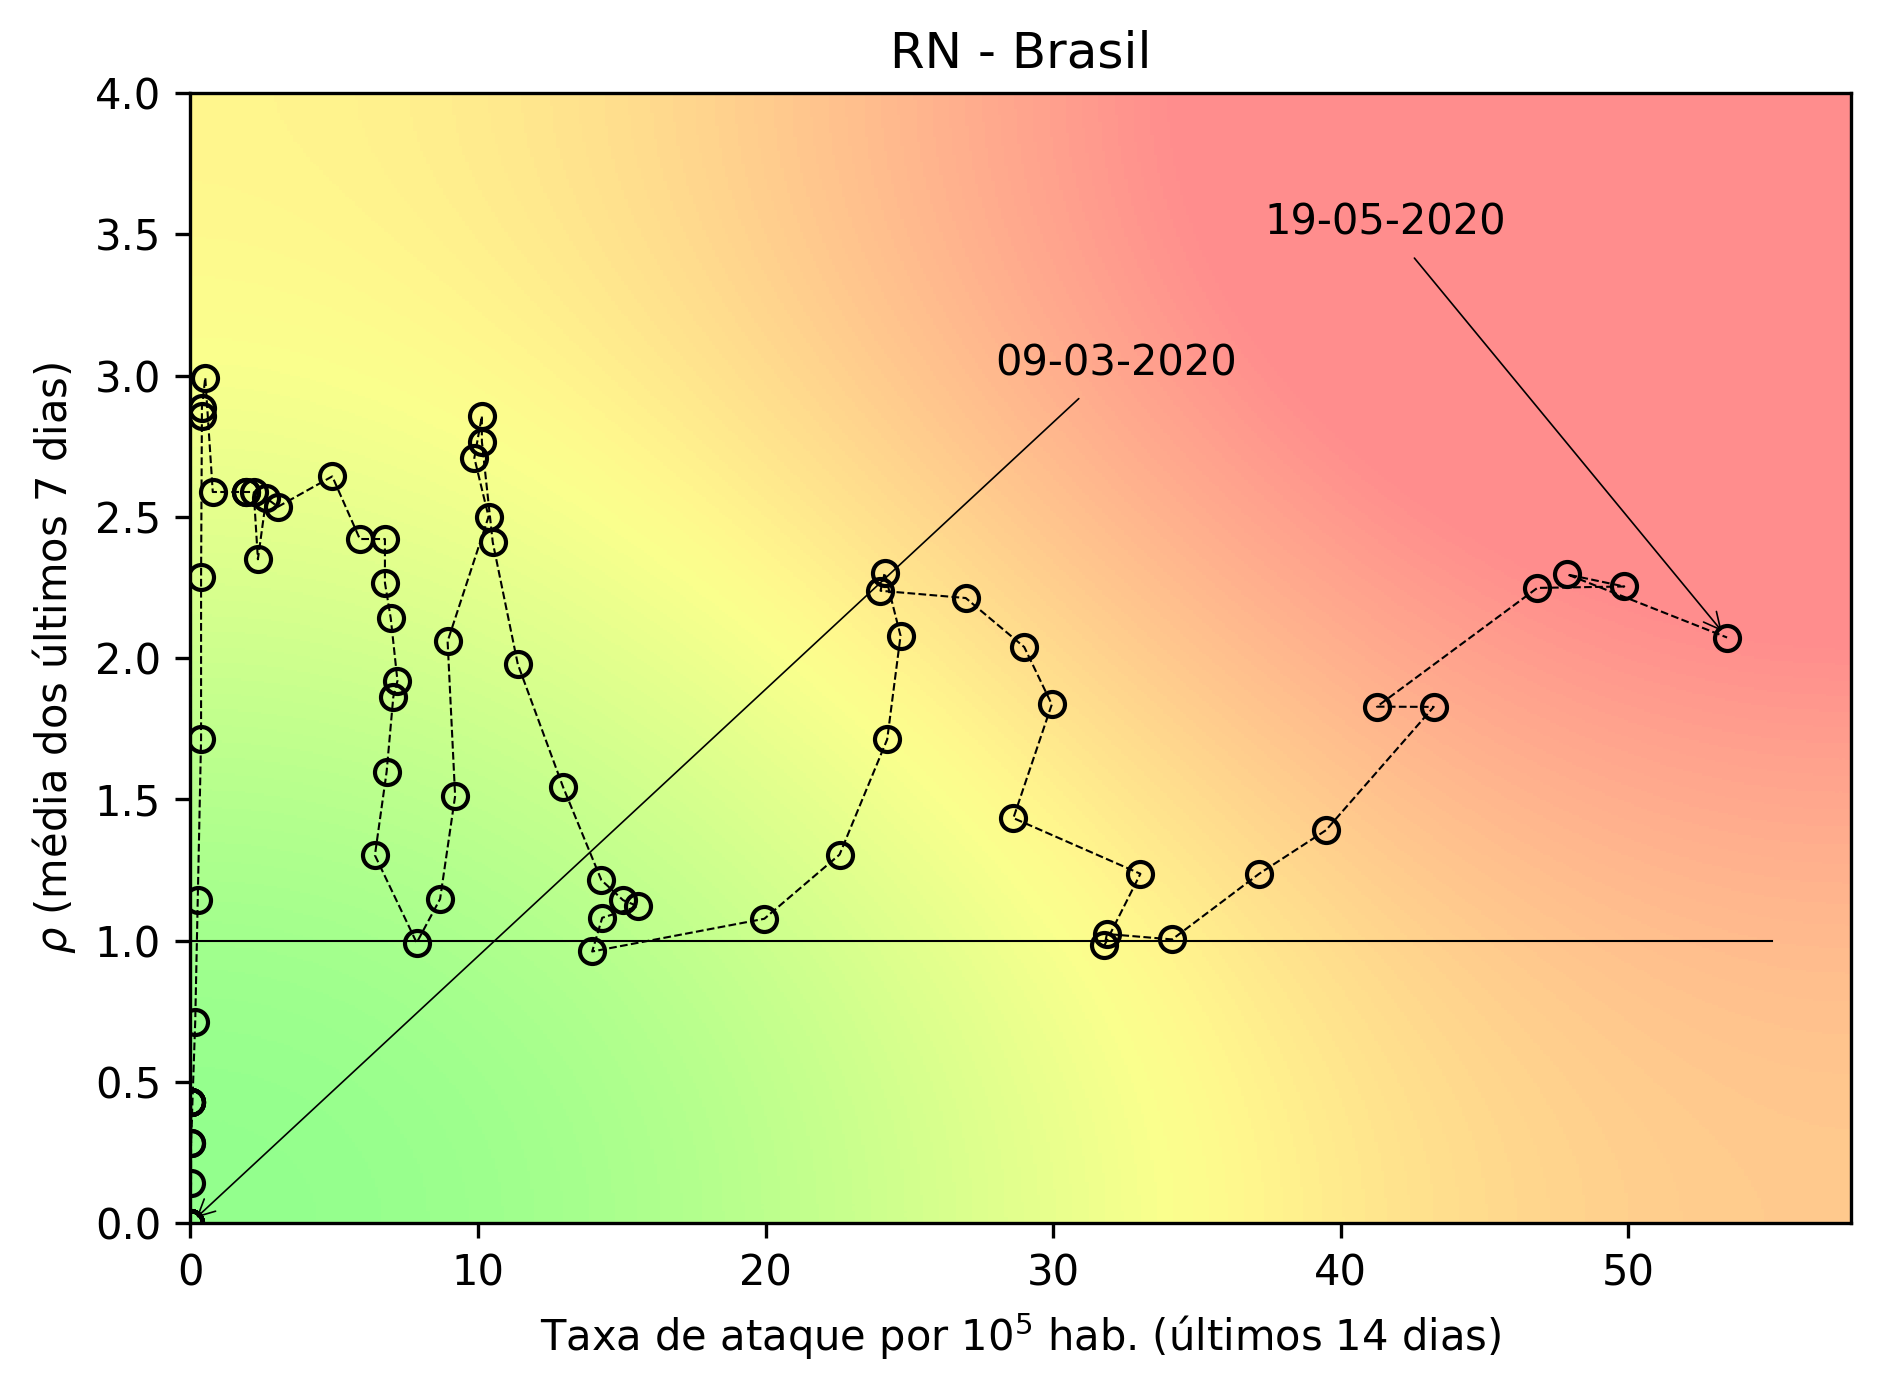 RN - Brasil
4.0
3.5
3.0
2.5
2.0
1.5
1.0
0.5
0.0
ρ (média dos últimos 7 dias)
19-05-2020
09-03-2020
0 10 20 30 40 50
Taxa de ataque por 10⁵ hab. (últimos 14 dias)